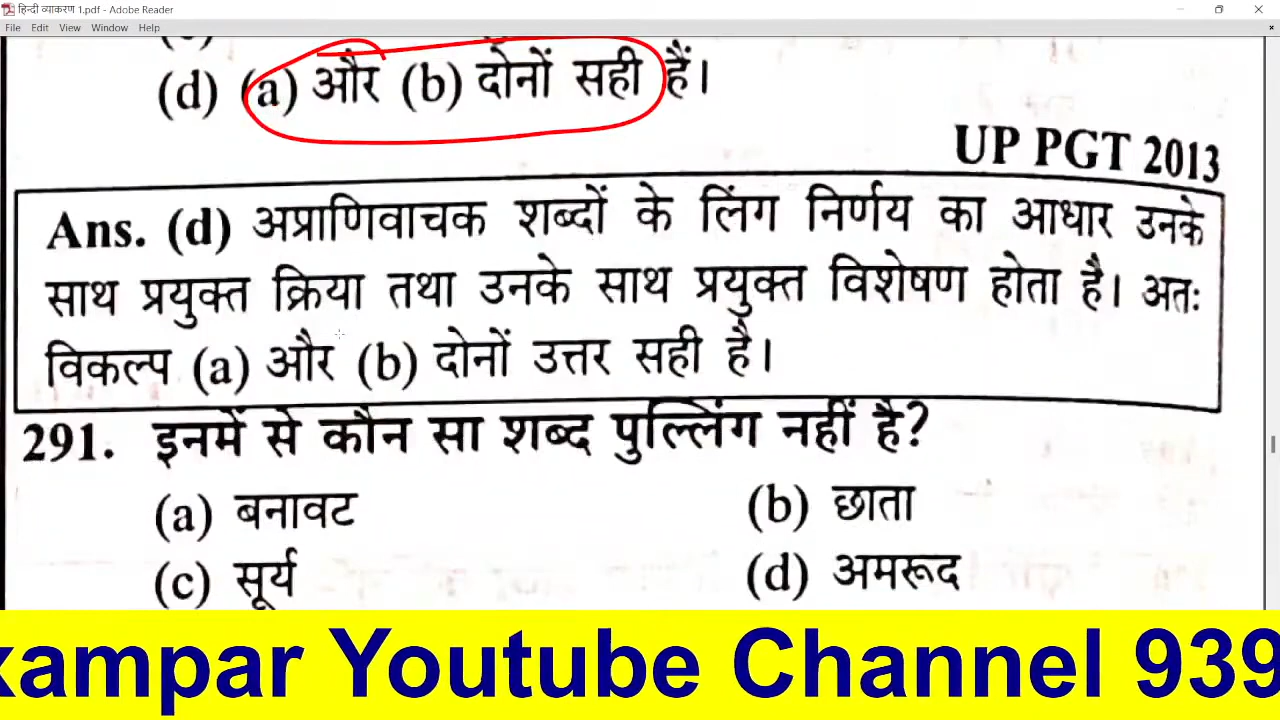 हिन्दी व्याकरण 1.pdf - Adobe Reader
File Edit View Window Help
(d) (a) और (b) दोनों सही हैं।
UP PGT 2013
Ans. (d) अप्राणिवाचक शब्दों के लिंग निर्णय का आधार उनके
साथ प्रयुक्त क्रिया तथा उनके साथ प्रयुक्त विशेषण होता है। अतः
विकल्प (a) और (b) दोनों उत्तर सही है।
291. इनमें से कौन सा शब्द पुल्लिंग नहीं है?
(a) बनावट (b) छाता
(c) सूर्य (d) अमरूद
xampar Youtube Channel 939